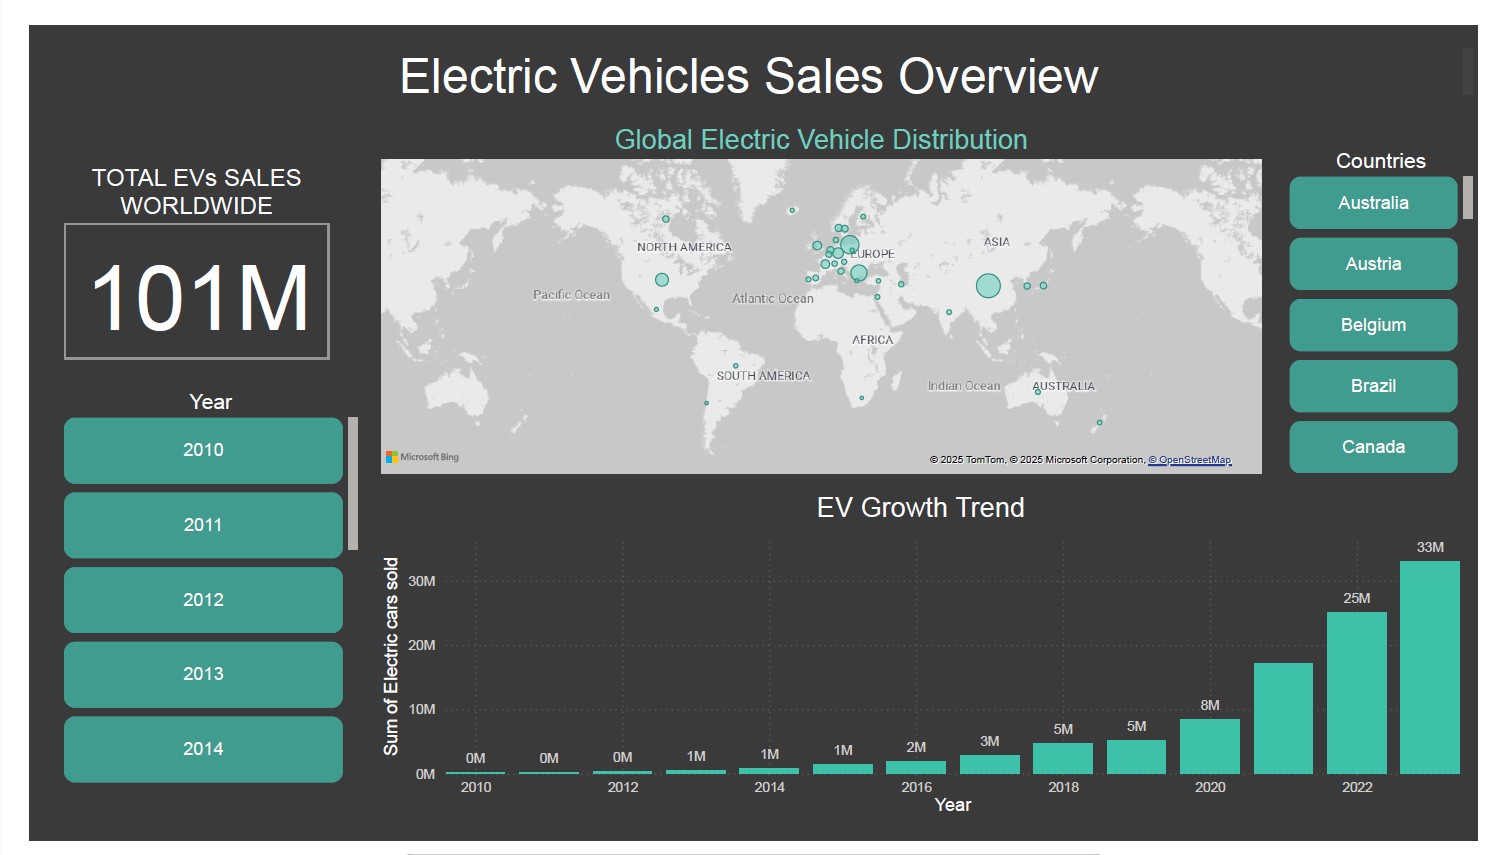 Electric Vehicles Sales Overview
Global Electric Vehicle Distribution
TOTAL EVs SALES
WORLDWIDE
101M
Year
2010
2011
2012
2013
2014
NORTH AMERICA
EUROPE
ASIA
Pacific Ocean
Atlantic Ocean
AFRICA
SOUTH AMERICA
Indian Ocean
AUSTRALIA
Microsoft Bing
© 2025 TomTom, © 2025 Microsoft Corporation, © OpenStreetMap
Countries
Australia
Austria
Belgium
Brazil
Canada
EV Growth Trend
Sum of Electric cars sold
30M
20M
10M
0M
0M
0M
0M
1M
1M
1M
2M
3M
5M
5M
8M
25M
33M
2010
2012
2014
2016
2018
2020
2022
Year